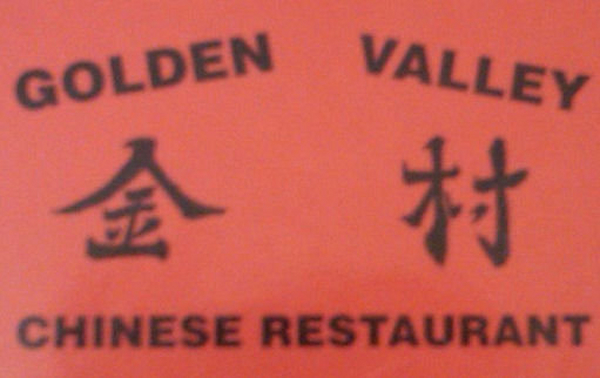 GOLDEN VALLEY
金 村
CHINESE RESTAURANT